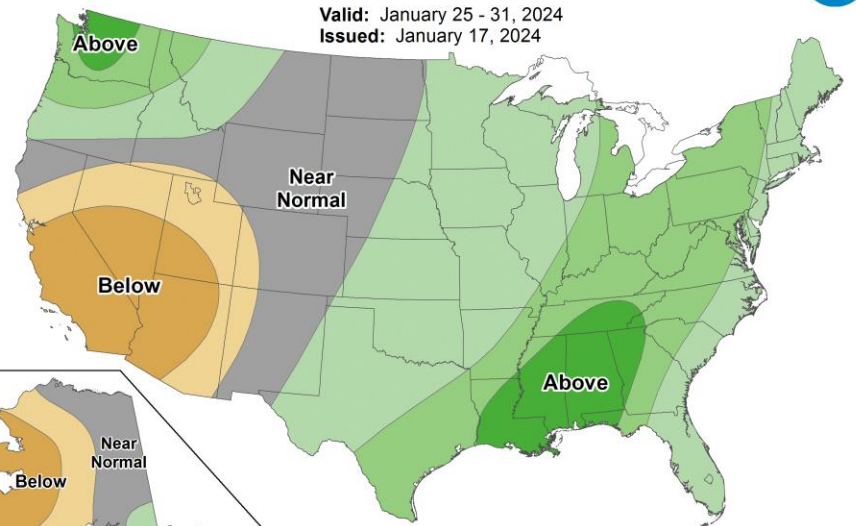 Valid: January 25 - 31, 2024
Issued: January 17, 2024
Above
Near
Normal
Below
Above
Near
Normal
Below